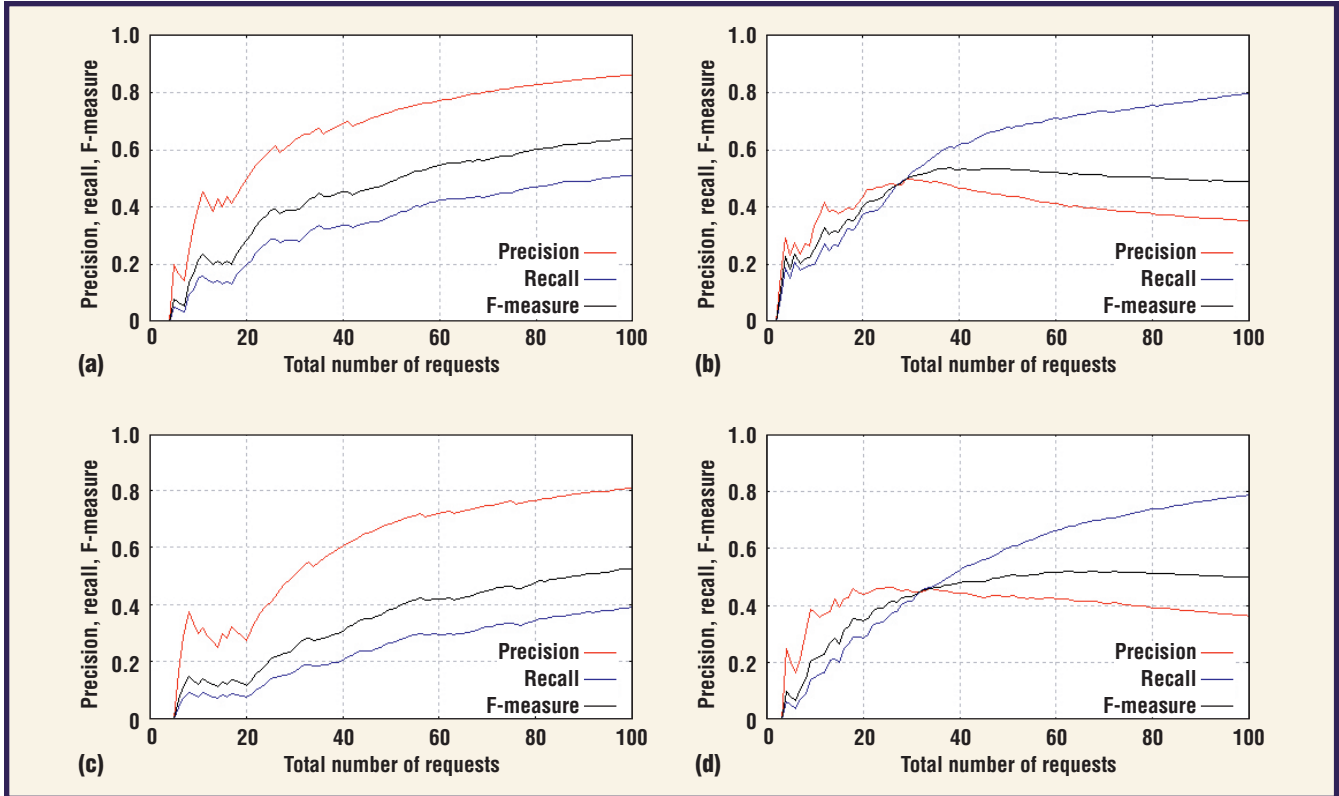 Precision, recall, F-measure
1.0
0.8
0.6
0.4
0.2
0
Precision
Recall
F-measure
0 20 40 60 80 100
Total number of requests
(a)
Precision, recall, F-measure
1.0
0.8
0.6
0.4
0.2
0
Precision
Recall
F-measure
0 20 40 60 80 100
Total number of requests
(b)
Precision, recall, F-measure
1.0
0.8
0.6
0.4
0.2
0
Precision
Recall
F-measure
0 20 40 60 80 100
Total number of requests
(c)
Precision, recall, F-measure
1.0
0.8
0.6
0.4
0.2
0
Precision
Recall
F-measure
0 20 40 60 80 100
Total number of requests
(d)